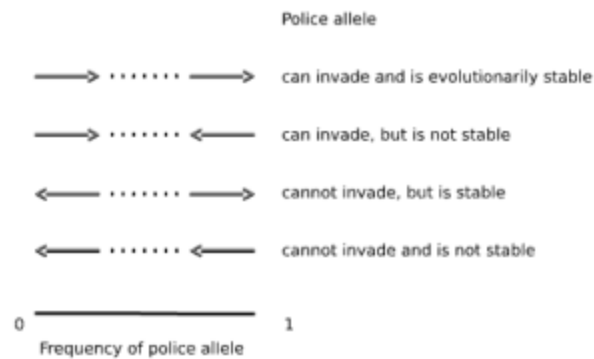 Police allele
can invade and is evolutionarily stable
can invade, but is not stable
cannot invade, but is stable
cannot invade and is not stable
0 1
Frequency of police allele